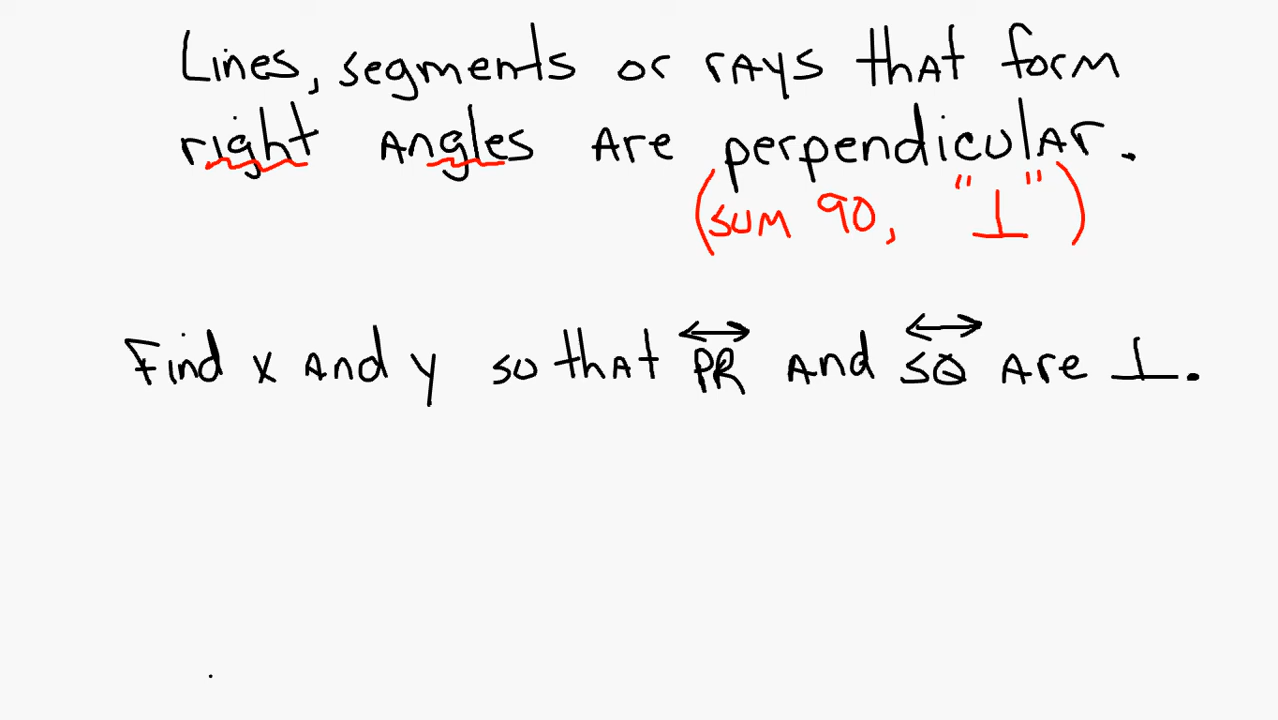 Lines, segments or rays that form
right angles are perpendicular.
(sum 90, "⊥")
Find x and y so that PR and SQ are ⊥.